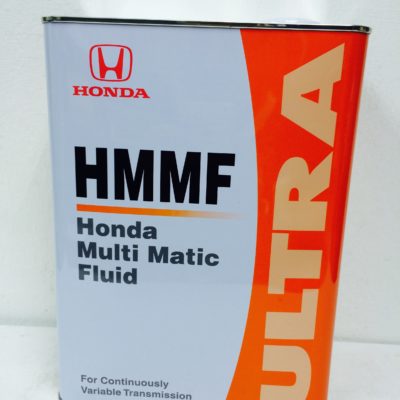 HONDA
HMMF
Honda
Multi Matic
Fluid
For Continuously
Variable Transmission
ULTRA